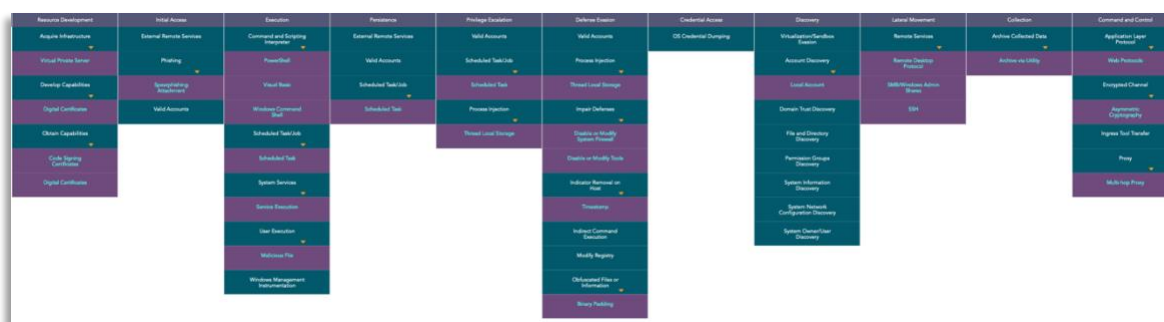 Resource Development
Acquire Infrastructure
Virtual Private Server
Develop Capabilities
Digital Certificates
Obtain Capabilities
Code Signing
Certificates
Digital Certificates
Initial Access
External Remote Services
Phishing
Spearphishing
Attachment
Valid Accounts
Execution
Command and Scripting
Interpreter
PowerShell
Visual Basic
Windows Command
Shell
Scheduled Task/Job
Scheduled Task
System Services
Service Execution
User Execution
Malicious File
Windows Management
Instrumentation
Persistence
External Remote Services
Valid Accounts
Scheduled Task/Job
Scheduled Task
Privilege Escalation
Valid Accounts
Scheduled Task/Job
Scheduled Task
Process Injection
Thread Local Storage
Defense Evasion
Valid Accounts
Process Injection
Thread Local Storage
Impair Defenses
Disable or Modify
System Firewall
Disable or Modify Tools
Indicator Removal on
Host
Timestomp
Indirect Command
Execution
Modify Registry
Obfuscated Files or
Information
Binary Padding
Credential Access
OS Credential Dumping
Discovery
Virtualization/Sandbox
Evasion
Account Discovery
Local Account
Domain Trust Discovery
File and Directory
Discovery
Permission Groups
Discovery
System Information
Discovery
System Network
Configuration Discovery
System Owner/User
Discovery
Lateral Movement
Remote Services
Remote Desktop
Protocol
SMB/Windows Admin
Shares
SSH
Collection
Archive Collected Data
Archive via Utility
Command and Control
Application Layer
Protocol
Web Protocols
Encrypted Channel
Asymmetric
Cryptography
Ingress Tool Transfer
Proxy
Multi-hop Proxy